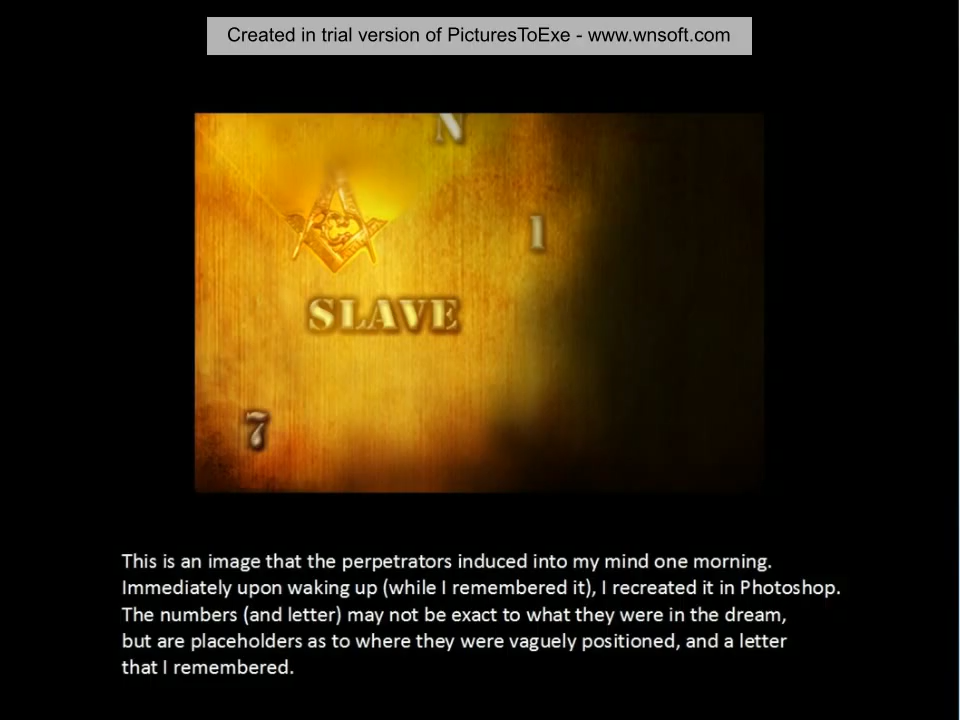 Created in trial version of PicturesToExe - www.wnsoft.com
N
1
SLAVE
7
This is an image that the perpetrators induced into my mind one morning.
Immediately upon waking up (while I remembered it), I recreated it in Photoshop.
The numbers (and letter) may not be exact to what they were in the dream,
but are placeholders as to where they were vaguely positioned, and a letter
that I remembered.